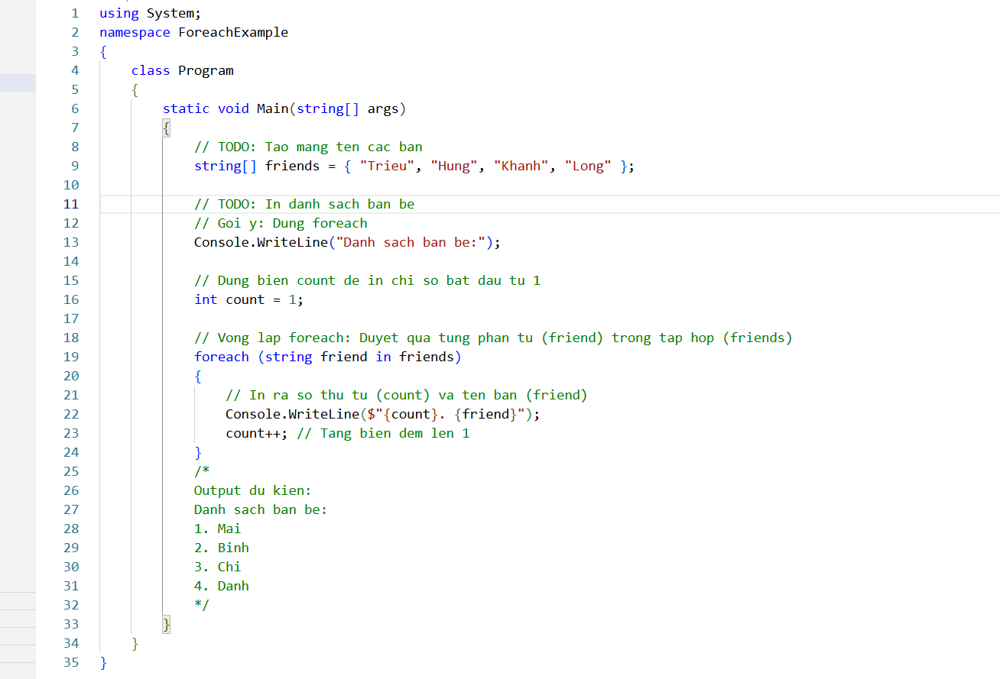 1 using System;
2 namespace ForeachExample
3 {
4 class Program
5 {
6 static void Main(string[] args)
7 {
8 // TODO: Tao mang ten cac ban
9 string[] friends = { "Trieu", "Hung", "Khanh", "Long" };
10
11 // TODO: In danh sach ban be
12 // Goi y: Dung foreach
13 Console.WriteLine("Danh sach ban be:");
14
15 // Dung bien count de in chi so bat dau tu 1
16 int count = 1;
17
18 // Vong lap foreach: Duyet qua tung phan tu (friend) trong tap hop (friends)
19 foreach (string friend in friends)
20 {
21 // In ra so thu tu (count) va ten ban (friend)
22 Console.WriteLine($"{count}. {friend}");
23 count++; // Tang bien dem len 1
24 }
25 /*
26 Output du kien:
27 Danh sach ban be:
28 1. Mai
29 2. Binh
30 3. Chi
31 4. Danh
32 */
33 }
34 }
35 }